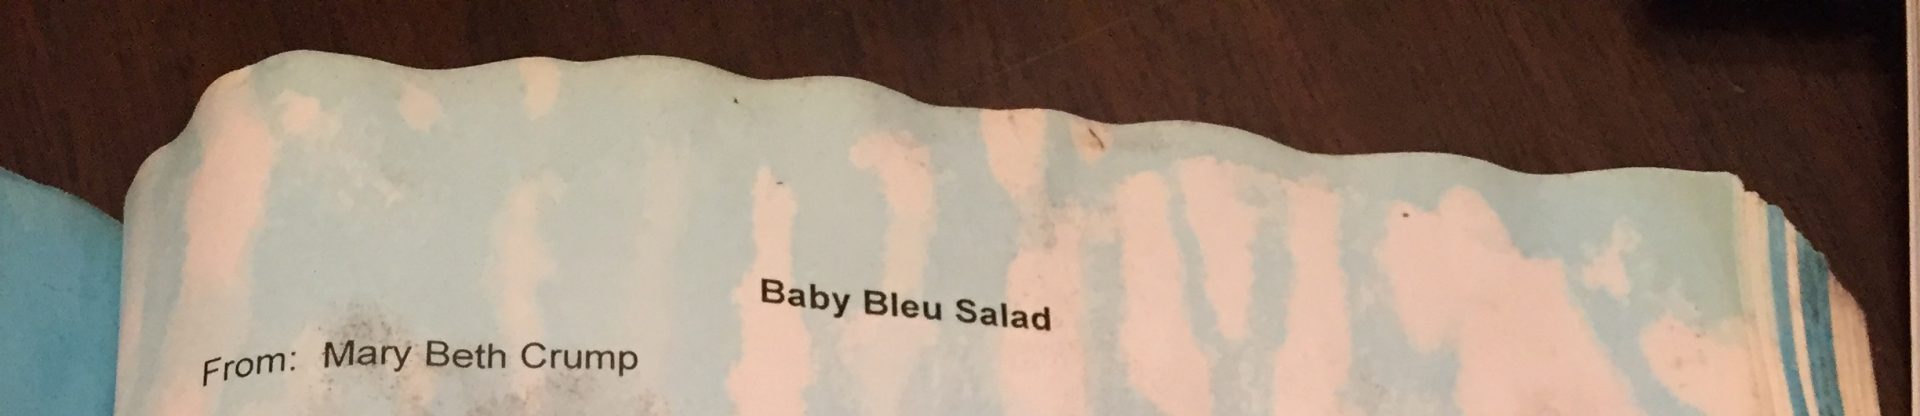 Baby Bleu Salad
From: Mary Beth Crump